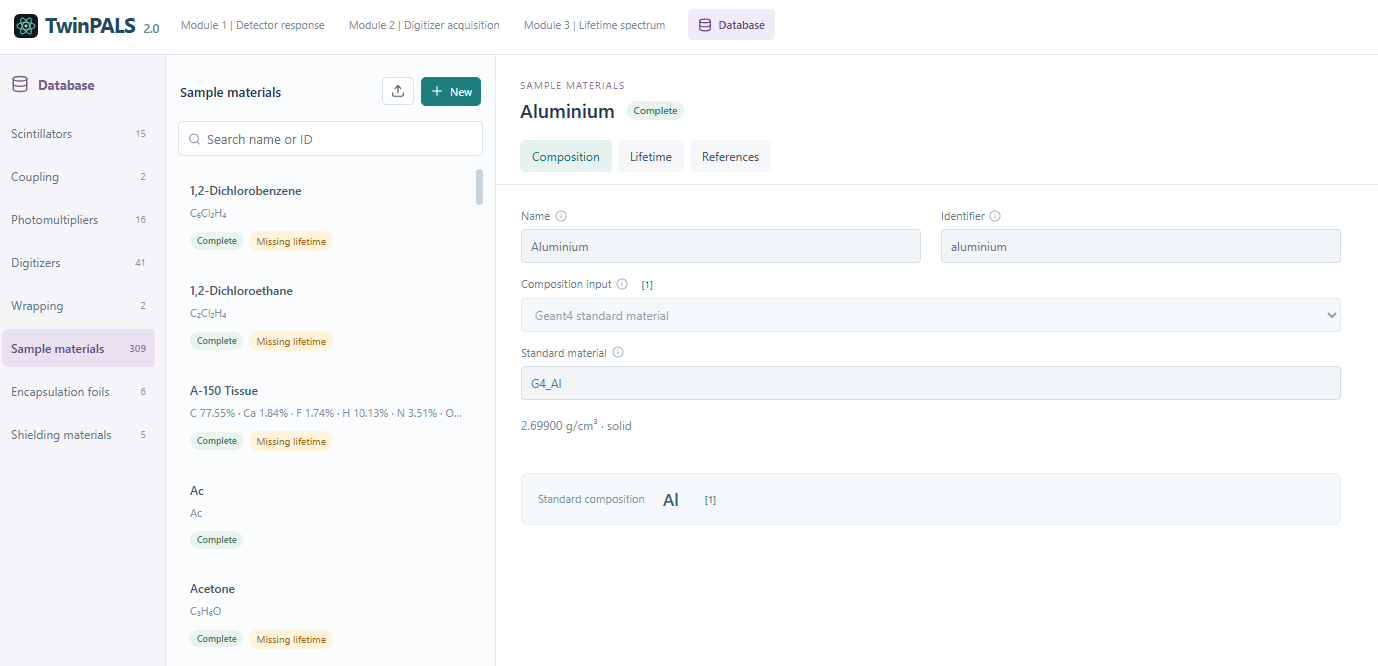 TwinPALS 2.0
Module 1 | Detector response
Module 2 | Digitizer acquisition
Module 3 | Lifetime spectrum
Database
Database
Scintillators 15
Coupling 2
Photomultipliers 16
Digitizers 41
Wrapping 2
Sample materials 309
Encapsulation foils 6
Shielding materials 5
Sample materials
New
Search name or ID
1,2-Dichlorobenzene
C₆Cl₂H₄
Complete Missing lifetime
1,2-Dichloroethane
C₂Cl₂H₄
Complete Missing lifetime
A-150 Tissue
C 77.55% · Ca 1.84% · F 1.74% · H 10.13% · N 3.51% · O...
Complete Missing lifetime
Ac
Ac
Complete
Acetone
C₃H₆O
Complete Missing lifetime
SAMPLE MATERIALS
Aluminium Complete
Composition Lifetime References
Name
Aluminium
Identifier
aluminium
Composition input [1]
Geant4 standard material
Standard material
G4_Al
2.69900 g/cm³ · solid
Standard composition Al [1]